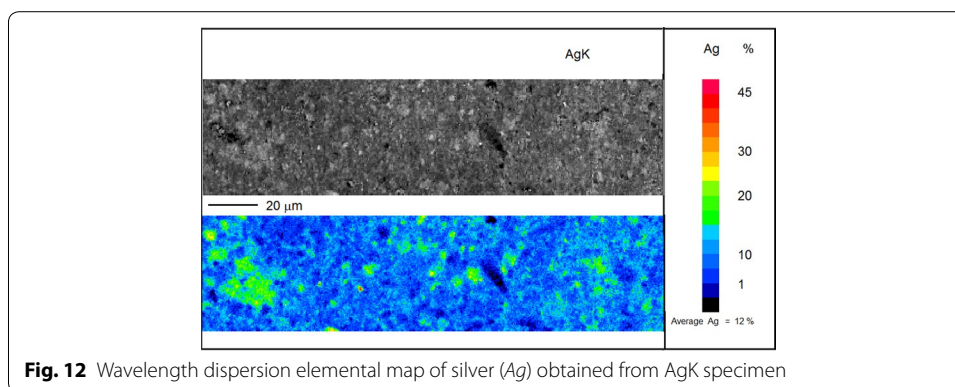 AgK
Ag %
45
30
20
10
1
20 µm
Average Ag = 12 %
Fig. 12 Wavelength dispersion elemental map of silver (Ag) obtained from AgK specimen